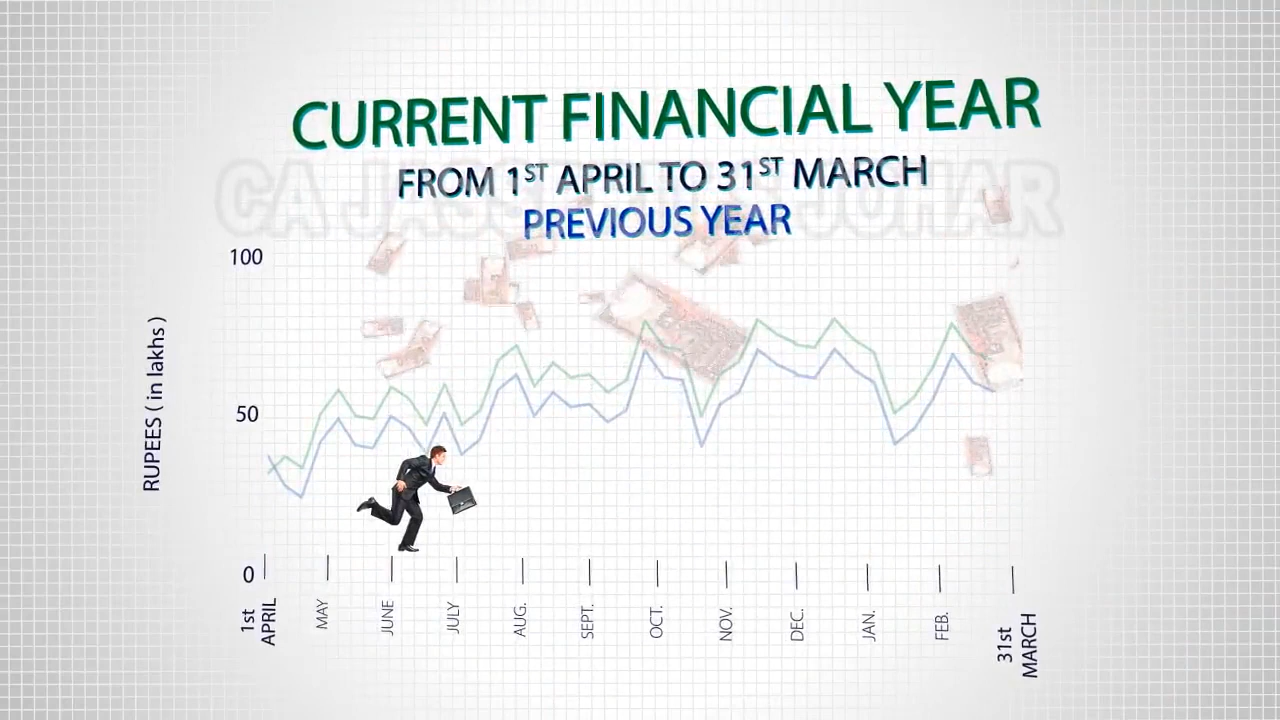 CURRENT FINANCIAL YEAR
FROM 1ST APRIL TO 31ST MARCH
PREVIOUS YEAR
100
50
0
RUPEES ( in lakhs )
1st APRIL
MAY
JUNE
JULY
AUG.
SEPT.
OCT.
NOV.
DEC.
JAN.
FEB.
31st MARCH